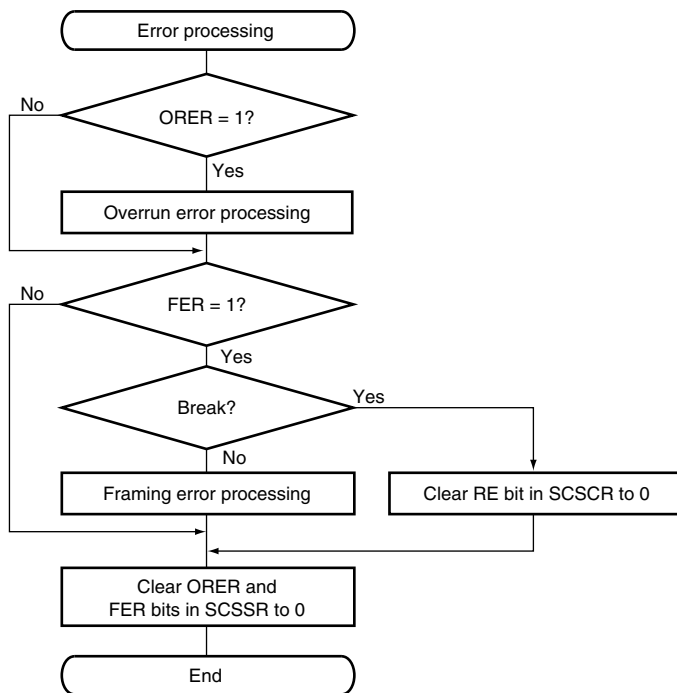 Error processing
No
ORER = 1?
Yes
Overrun error processing
No
FER = 1?
Yes
Break?
Yes
No
Framing error processing
Clear RE bit in SCSCR to 0
Clear ORER and
FER bits in SCSSR to 0
End